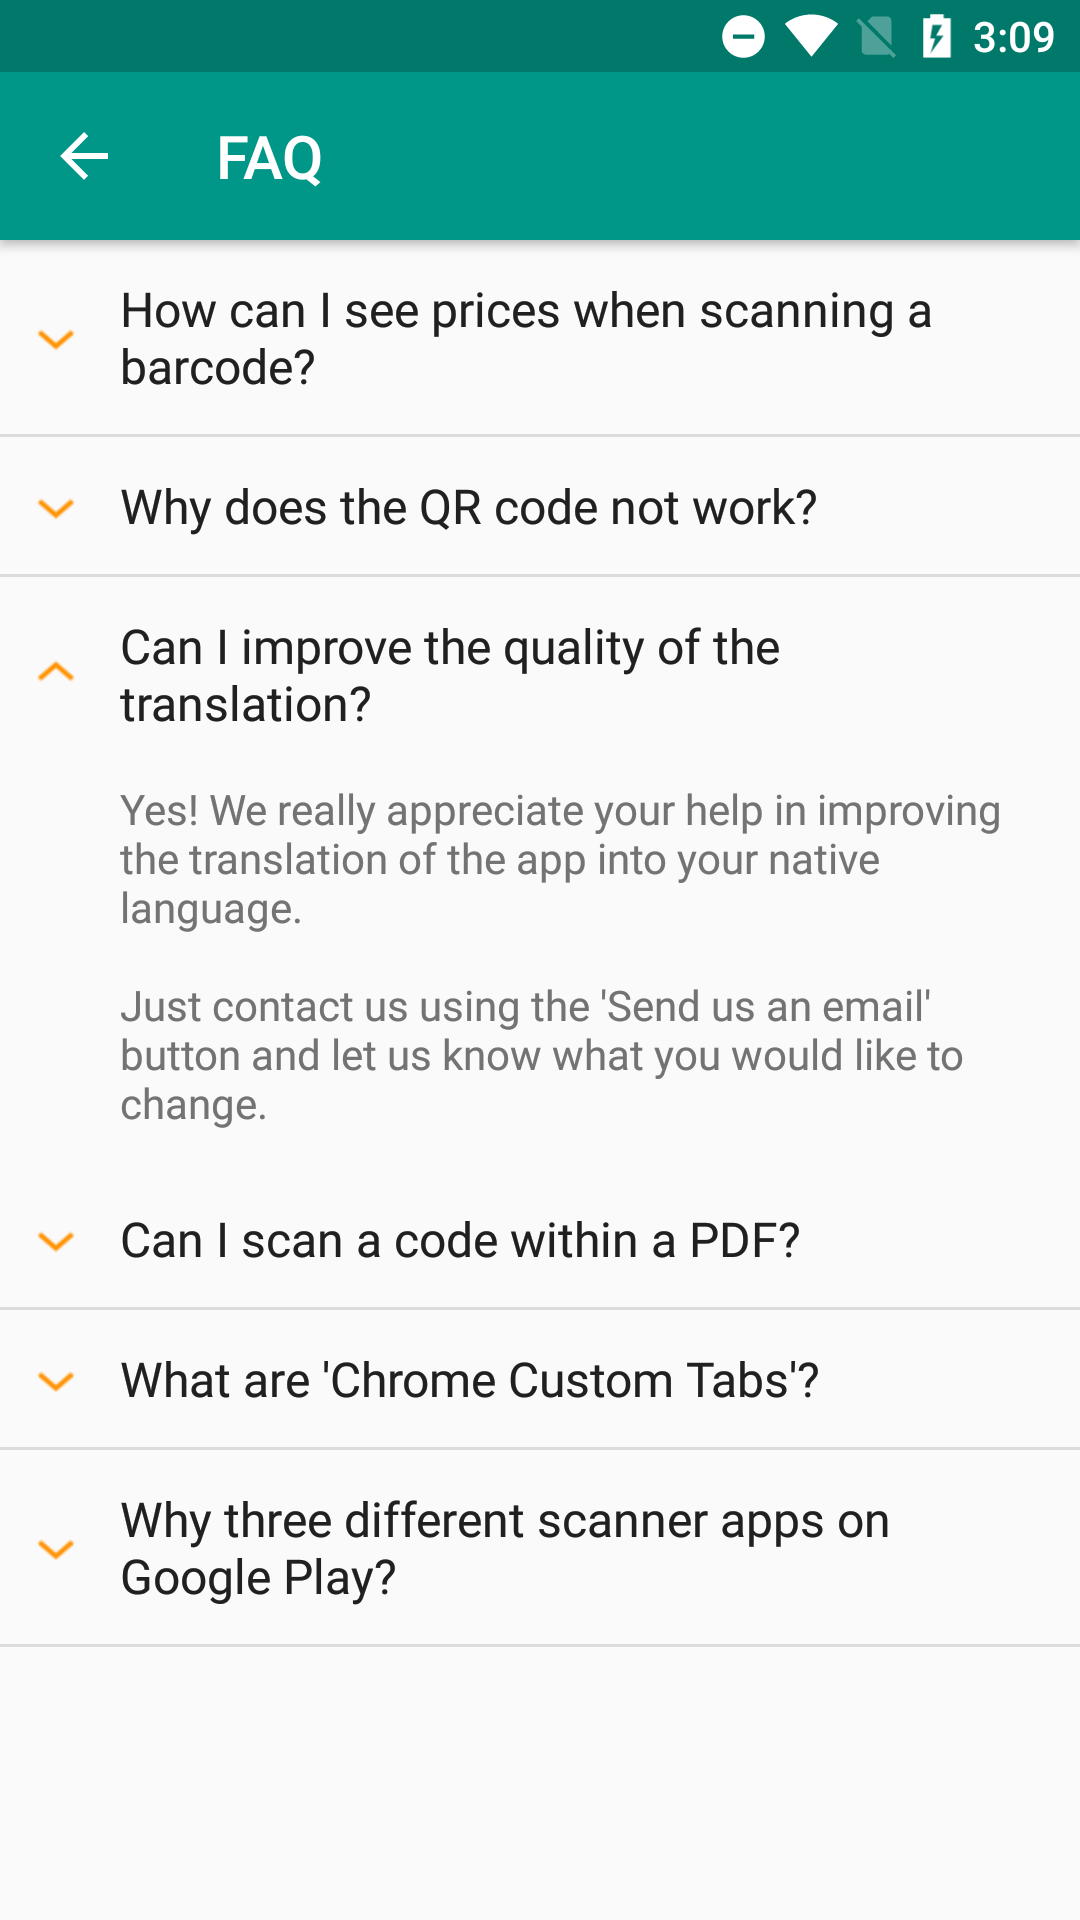 3:09
FAQ
How can I see prices when scanning a
barcode?
Why does the QR code not work?
Can I improve the quality of the
translation?
Yes! We really appreciate your help in improving
the translation of the app into your native
language.
Just contact us using the 'Send us an email'
button and let us know what you would like to
change.
Can I scan a code within a PDF?
What are 'Chrome Custom Tabs'?
Why three different scanner apps on
Google Play?